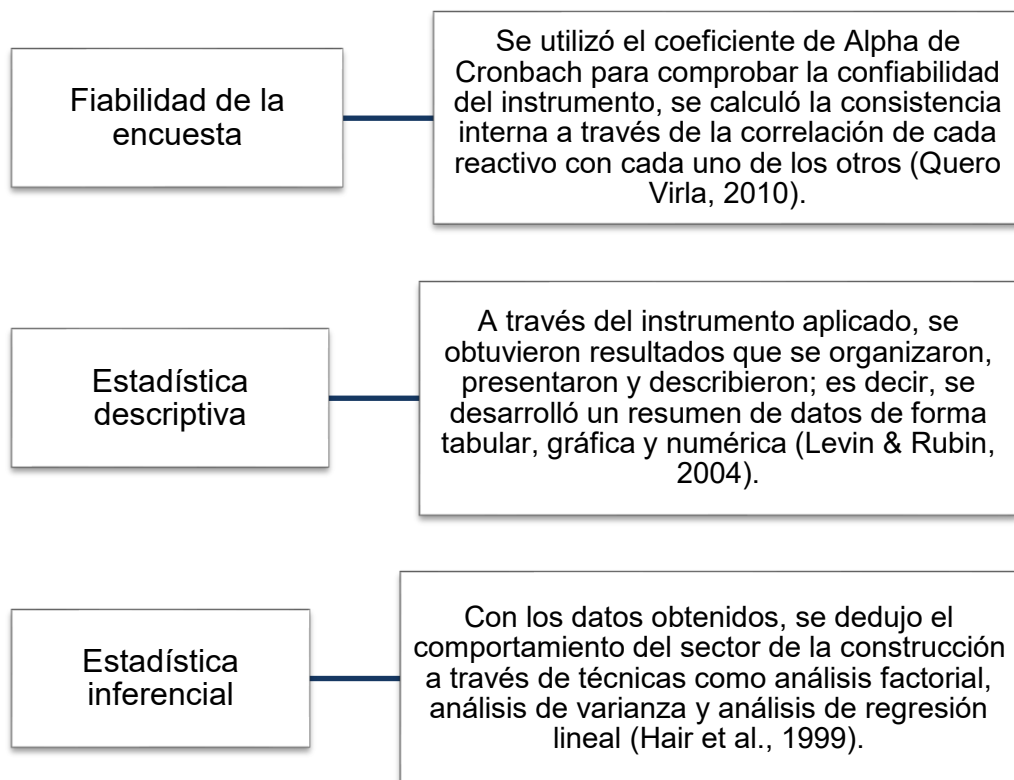 Fiabilidad de la
encuesta
Se utilizó el coeficiente de Alpha de
Cronbach para comprobar la confiabilidad
del instrumento, se calculó la consistencia
interna a través de la correlación de cada
reactivo con cada uno de los otros (Quero
Virla, 2010).
Estadística
descriptiva
A través del instrumento aplicado, se
obtuvieron resultados que se organizaron,
presentaron y describieron; es decir, se
desarrolló un resumen de datos de forma
tabular, gráfica y numérica (Levin & Rubin,
2004).
Estadística
inferencial
Con los datos obtenidos, se dedujo el
comportamiento del sector de la construcción
a través de técnicas como análisis factorial,
análisis de varianza y análisis de regresión
lineal (Hair et al., 1999).